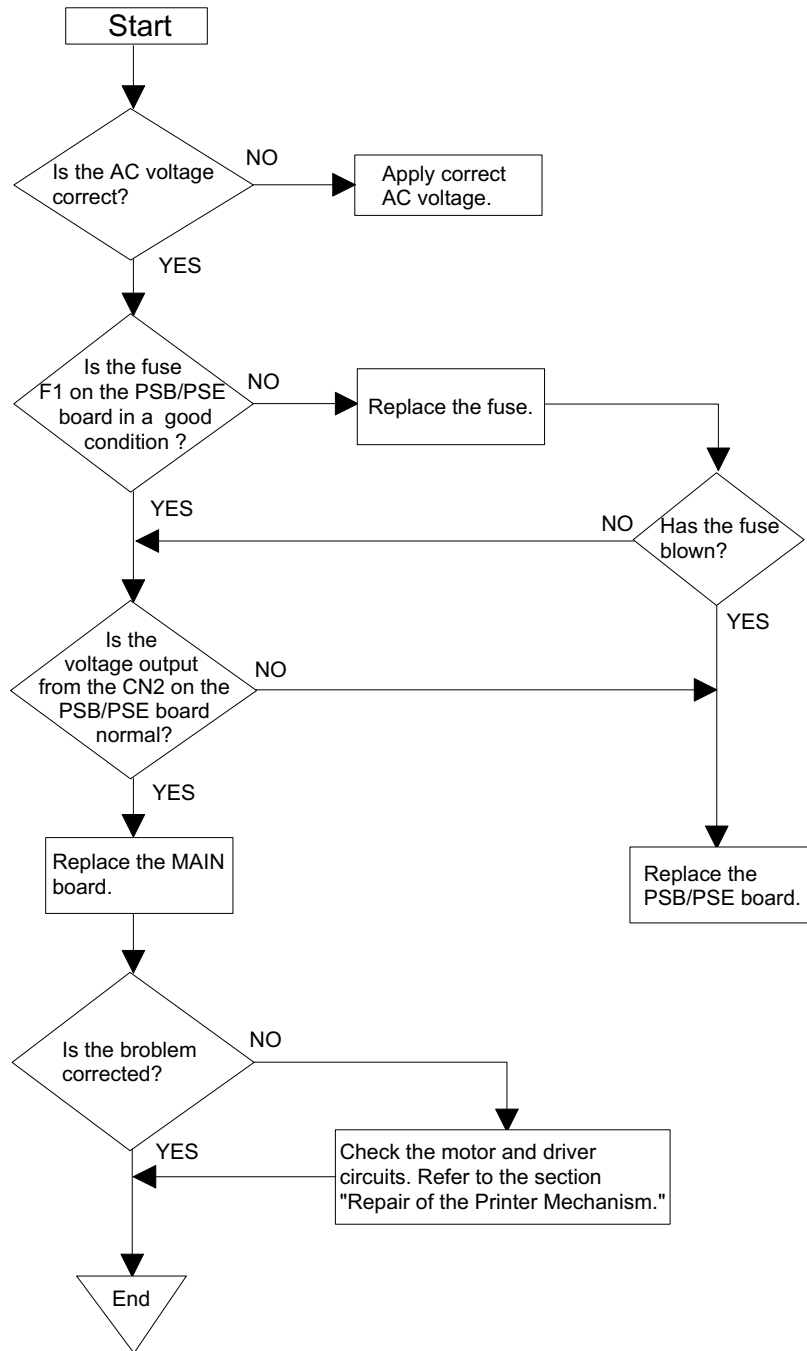 Start
Is the AC voltage
correct?
NO
Apply correct
AC voltage.
YES
Is the fuse
F1 on the PSB/PSE
board in a good
condition ?
NO
Replace the fuse.
YES
NO
Has the fuse
blown?
YES
Is the
voltage output
from the CN2 on the
PSB/PSE board
normal?
NO
YES
Replace the MAIN
board.
Replace the
PSB/PSE board.
Is the broblem
corrected?
NO
YES
Check the motor and driver
circuits. Refer to the section
"Repair of the Printer Mechanism."
End